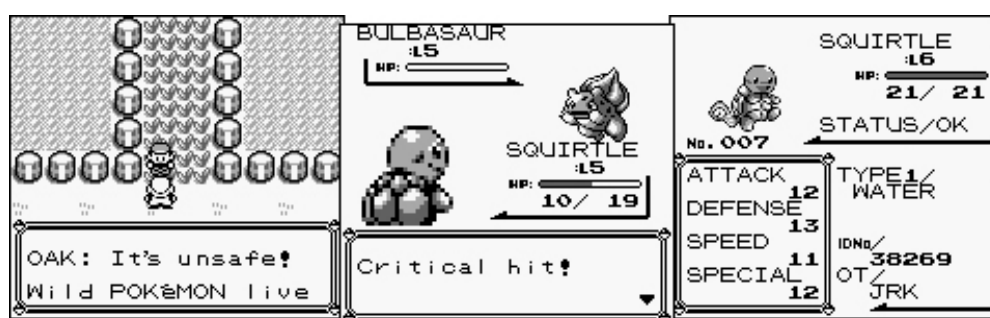 OAK: It's unsafe!
Wild POKéMON live
BULBASAUR
:L5
HP:
SQUIRTLE
:L5
HP:
10/ 19
Critical hit!
SQUIRTLE
:L6
HP:
21/ 21
STATUS/OK
No.007
ATTACK
12
DEFENSE
13
SPEED
11
SPECIAL
12
TYPE1/
WATER
IDNo/
38269
OT/
JRK